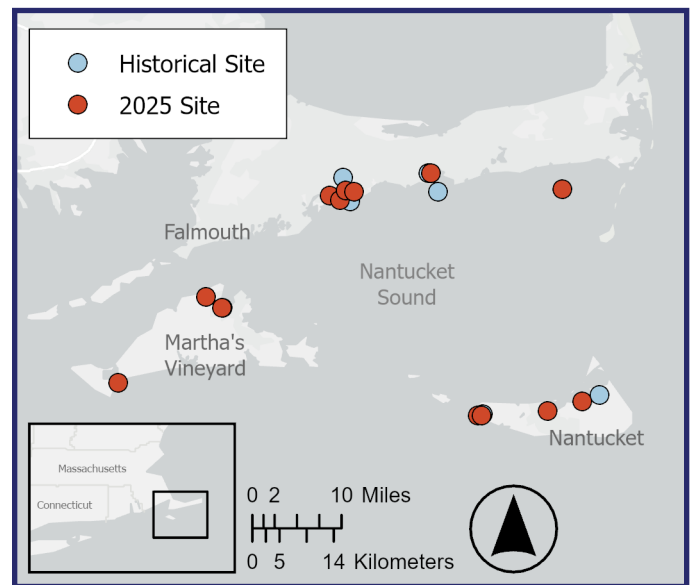 Historical Site
2025 Site
Falmouth
Nantucket
Sound
Martha's
Vineyard
Nantucket
Massachusetts
Connecticut
0 2 10 Miles
0 5 14 Kilometers